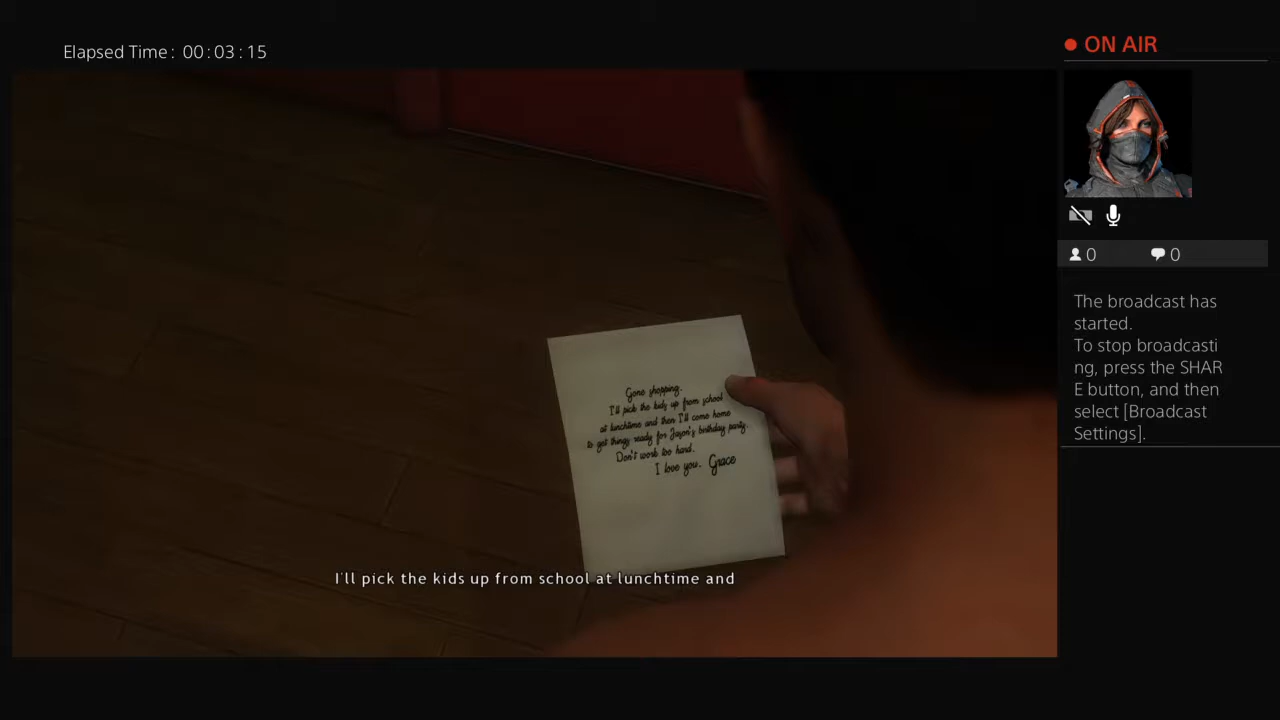 Elapsed Time: 00:03:15
ON AIR
0 0
The broadcast has
started.
To stop broadcasti
ng, press the SHAR
E button, and then
select [Broadcast
Settings].
Gone shopping.
I'll pick the kids up from school
at lunchtime and then I'll come home
to get things ready for Jason's birthday party.
Don't work too hard.
I love you. Grace
I'll pick the kids up from school at lunchtime and